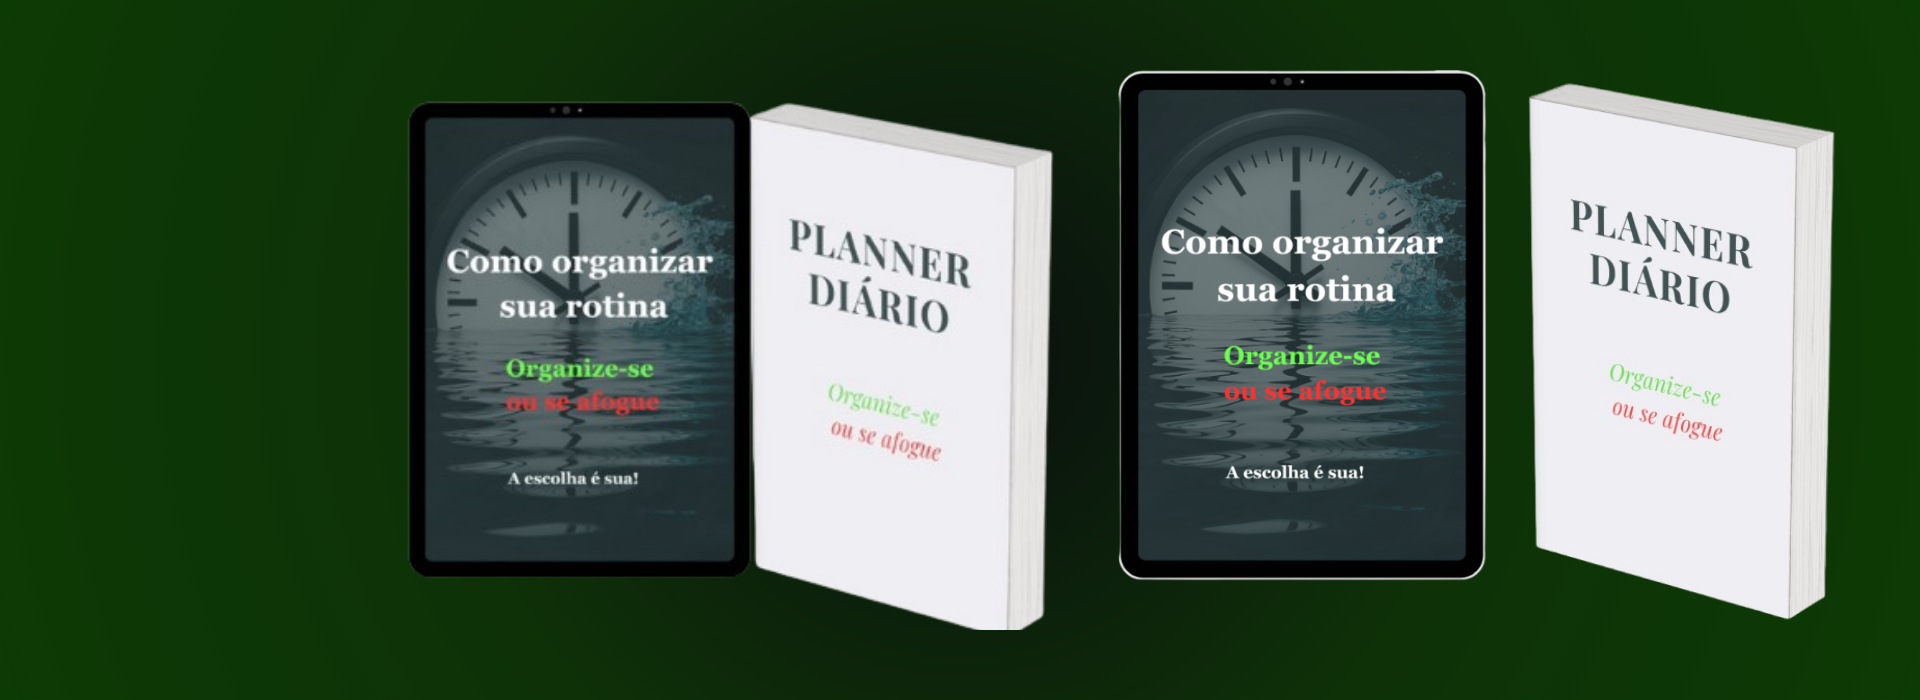 Como organizar
sua rotina
Organize-se
ou se afogue
A escolha é sua!
PLANNER
DIÁRIO
Organize-se
ou se afogue
Como organizar
sua rotina
Organize-se
ou se afogue
A escolha é sua!
PLANNER
DIÁRIO
Organize-se
ou se afogue